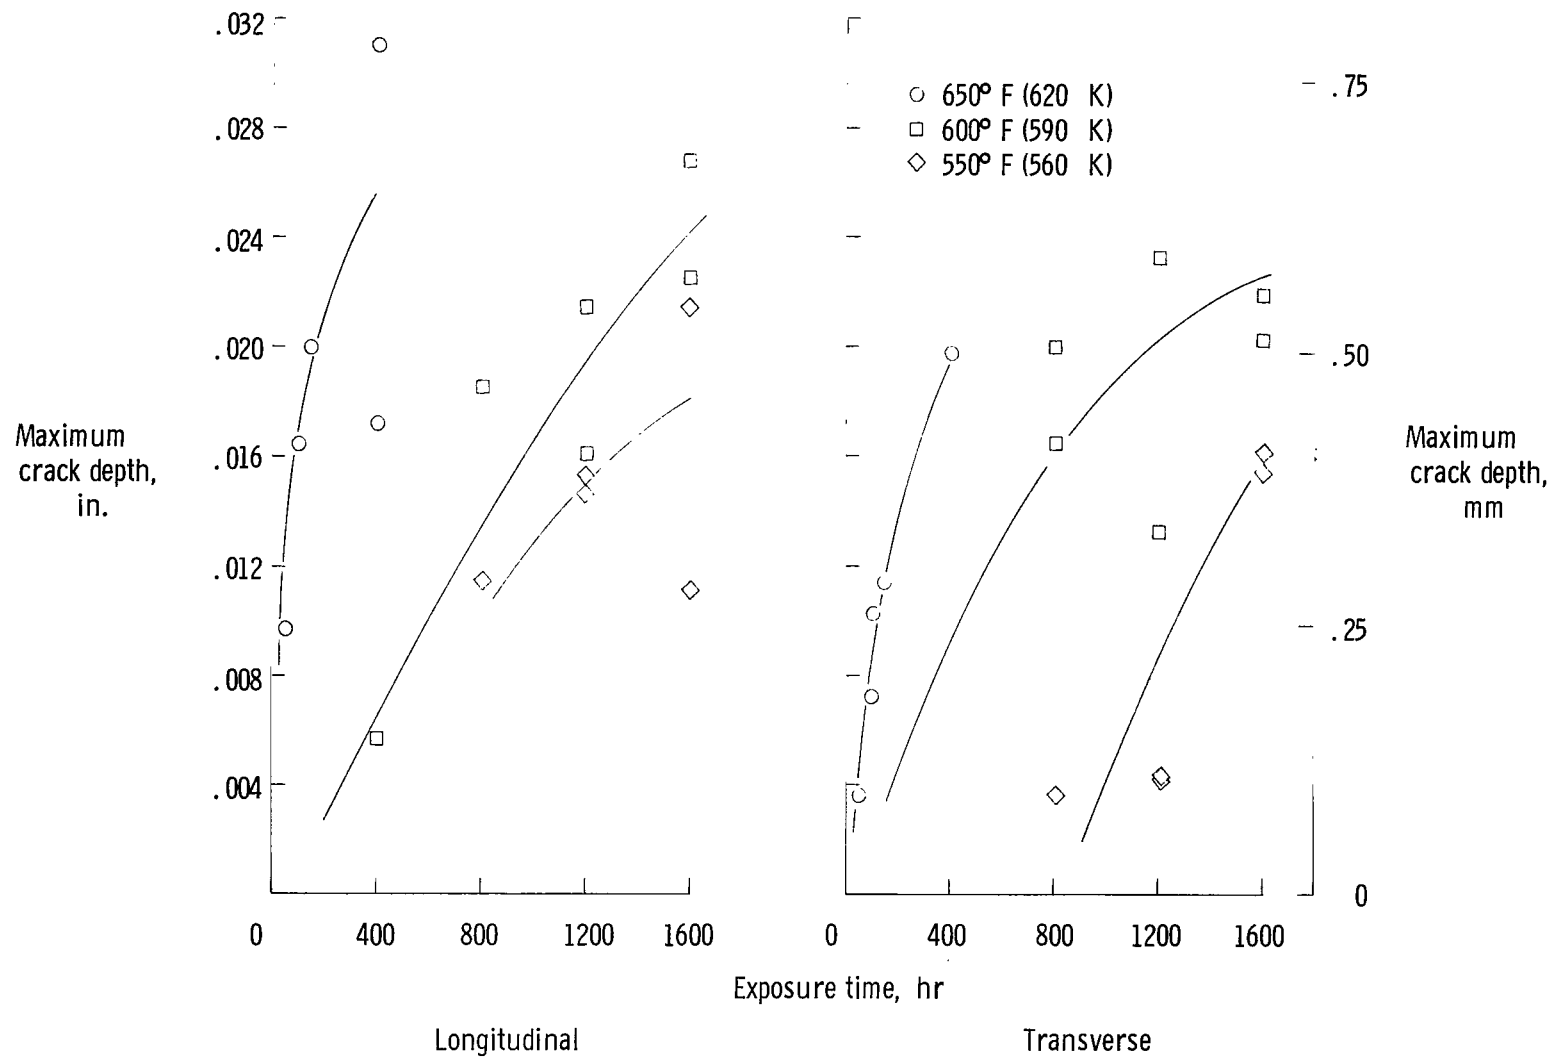 .032
.028
.024
.020
.016
.012
.008
.004
0
400
800
1200
1600
Maximum
crack depth,
in.
650° F (620 K)
600° F (590 K)
550° F (560 K)
.75
.50
.25
0
Maximum
crack depth,
mm
0
400
800
1200
1600
Exposure time, hr
Longitudinal
Transverse